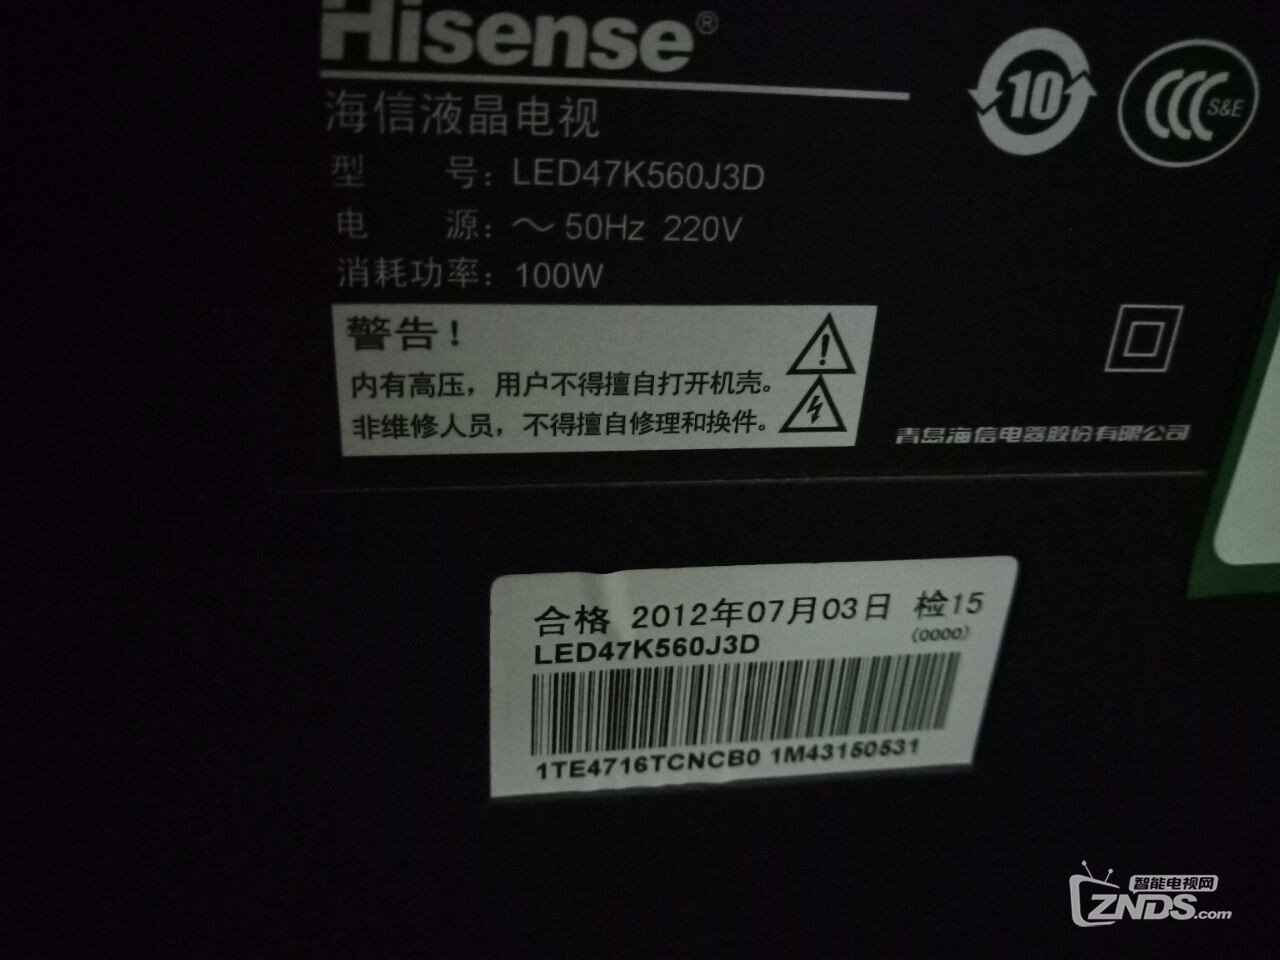 Hisense®
海信液晶电视
10
CCC S&E
型 号：LED47K560J3D
电 源：～50Hz 220V
消耗功率：100W
警告！
内有高压，用户不得擅自打开机壳。
非维修人员，不得擅自修理和换件。
青岛海信电器股份有限公司
合格 2012年07月03日 检15
LED47K560J3D (0000)
1TE4716TCNCB0 1M43150531
智能电视网
ZNDS.com